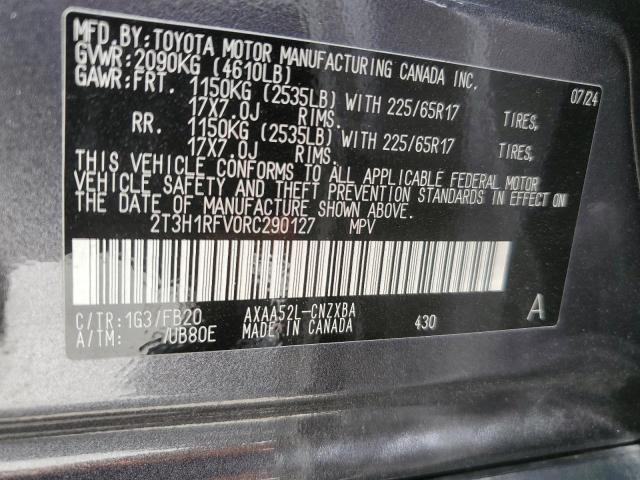 MFD.BY:TOYOTA MOTOR MANUFACTURING CANADA INC.
GVWR:2090KG (4610LB) 07/24
GAWR:FRT. 1150KG (2535LB) WITH 225/65R17 TIRES,
17X7.0J RIMS.
RR. 1150KG (2535LB) WITH 225/65R17 TIRES,
17X7.0J RIMS.
THIS VEHICLE CONFORMS TO ALL APPLICABLE FEDERAL MOTOR
VEHICLE SAFETY AND THEFT PREVENTION STANDARDS IN EFFECT ON
THE DATE OF MANUFACTURE SHOWN ABOVE.
2T3H1RFV0RC290127 MPV
C/TR:1G3/FB20 AXAA52L-CNZXBA 430 A
A/TM: /UB80E MADE IN CANADA